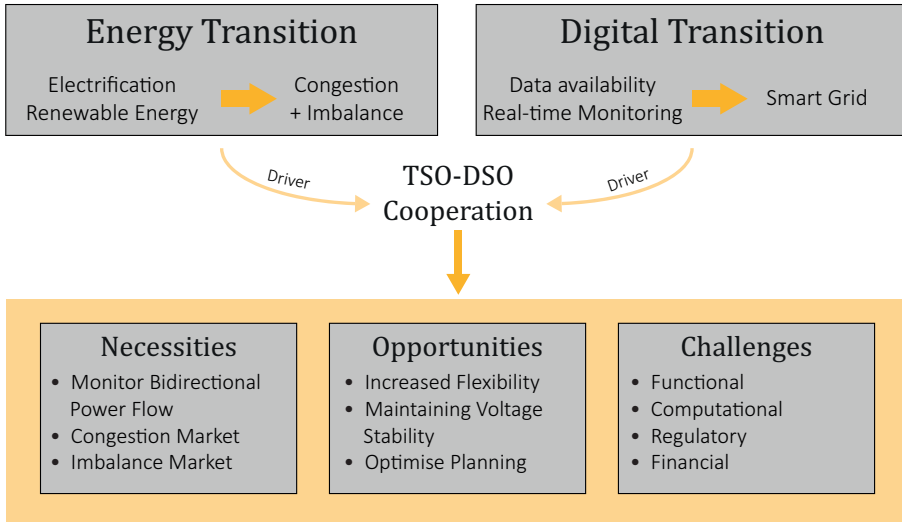 Energy Transition
Electrification
Renewable Energy
Congestion
+ Imbalance
Digital Transition
Data availability
Real-time Monitoring
Smart Grid
Driver
TSO-DSO
Cooperation
Driver
Necessities
• Monitor Bidirectional
Power Flow
• Congestion Market
• Imbalance Market
Opportunities
• Increased Flexibility
• Maintaining Voltage
Stability
• Optimise Planning
Challenges
• Functional
• Computational
• Regulatory
• Financial